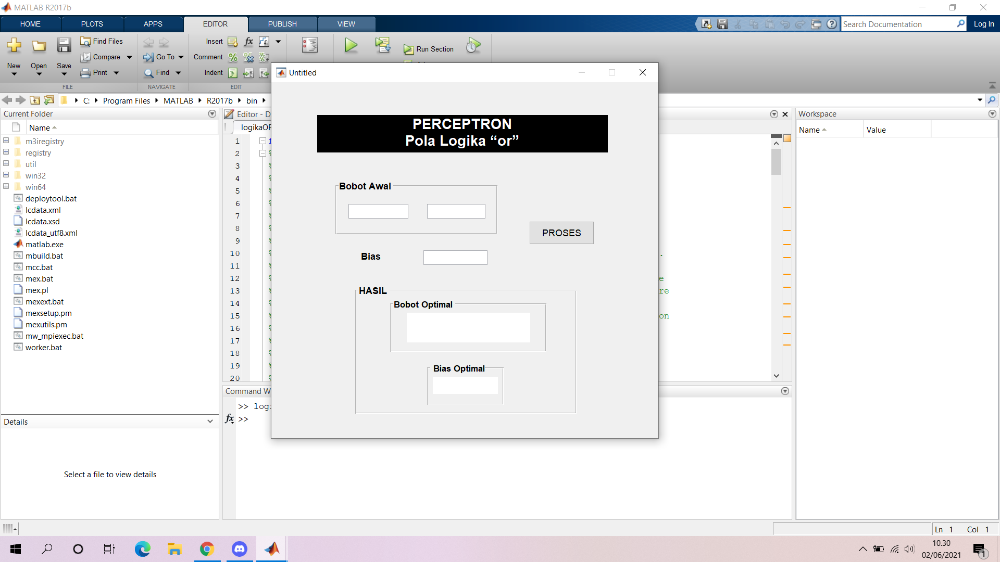 MATLAB R2017b
HOME
PLOTS
APPS
EDITOR
PUBLISH
VIEW
Search Documentation
Log In
New
Open
Save
Find Files
Compare
Print
Go To
Find
Insert
Comment
Indent
fx
Run Section
FILE
NAVIGATE
EDIT
C:
Program Files
MATLAB
R2017b
bin
Current Folder
Name
m3iregistry
registry
util
win32
win64
deploytool.bat
lcdata.xml
lcdata.xsd
lcdata_utf8.xml
matlab.exe
mbuild.bat
mcc.bat
mex.bat
mex.pl
mexext.bat
mexsetup.pm
mexutils.pm
mw_mpiexec.bat
worker.bat
Details
Select a file to view details
Editor - D
logikaOR
1
2
3
4
5
6
7
8
9
10
11
12
13
14
15
16
17
18
19
20
e
re
on
Untitled
PERCEPTRON
Pola Logika “or”
Bobot Awal
PROSES
Bias
HASIL
Bobot Optimal
Bias Optimal
Command W
>> logi
fx >>
Workspace
Name
Value
Ln 1 Col 1
10.30
02/06/2021
1